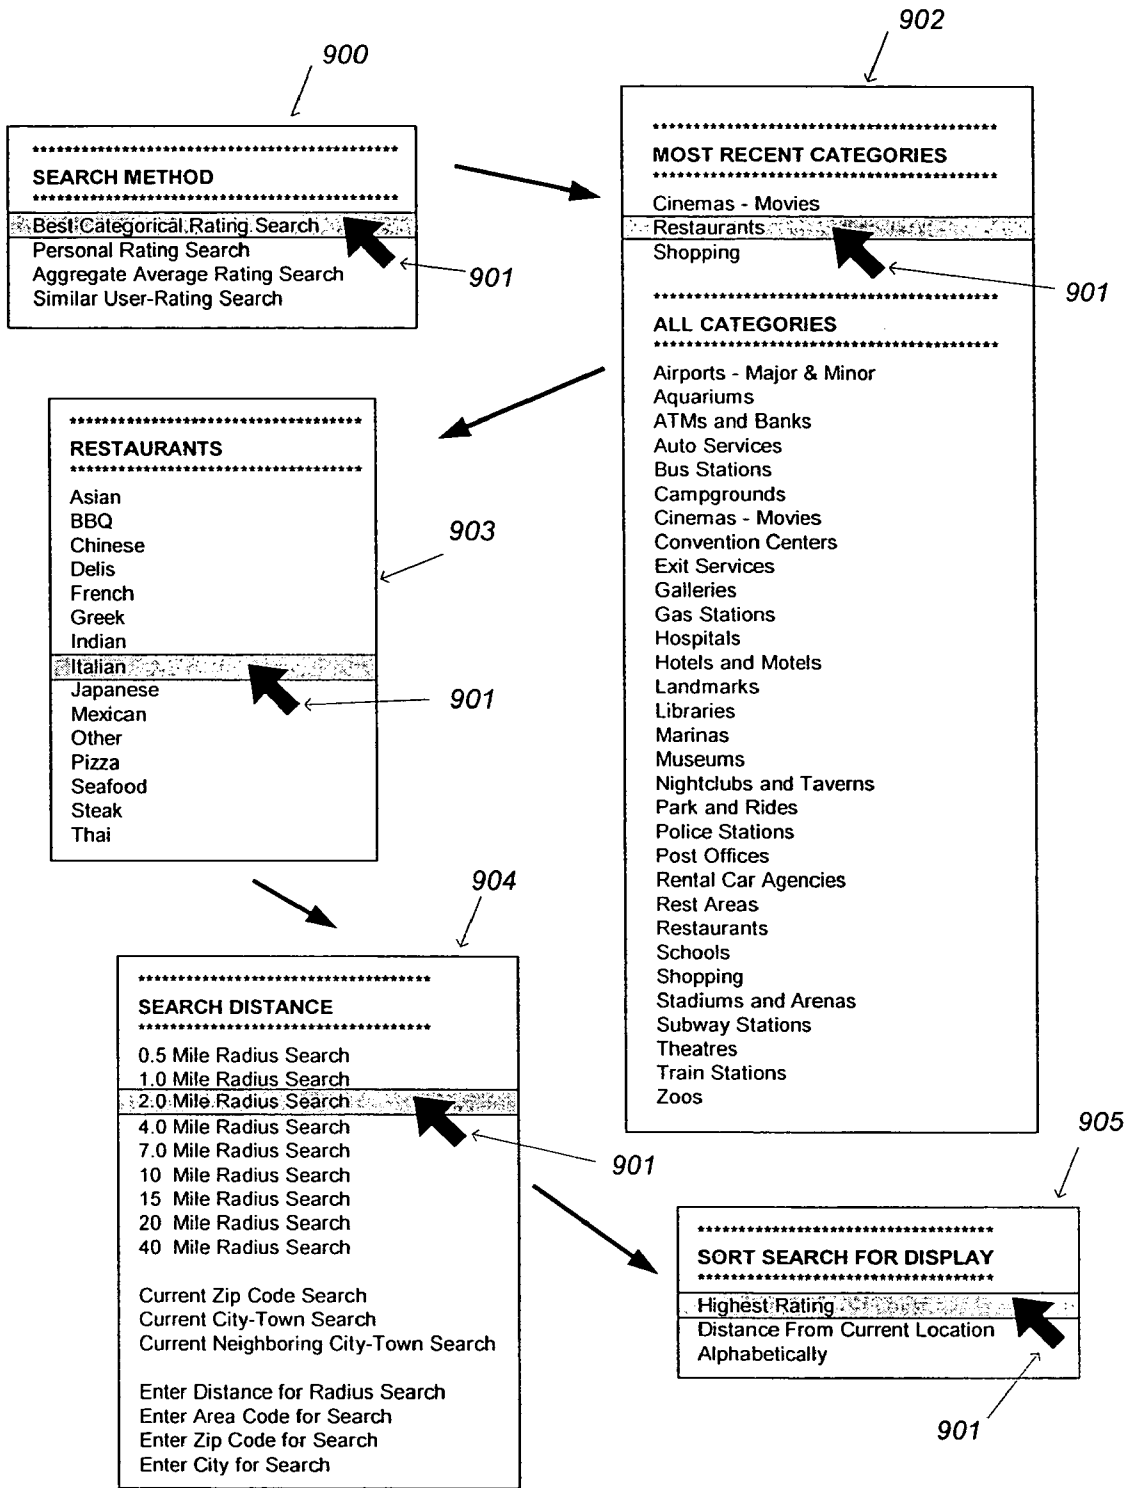 900
*********************************************
SEARCH METHOD
*********************************************
Best Categorical Rating Search
Personal Rating Search
Aggregate Average Rating Search
Similar User-Rating Search
901
902
******************************************
MOST RECENT CATEGORIES
******************************************
Cinemas - Movies
Restaurants
Shopping
901
******************************************
ALL CATEGORIES
******************************************
Airports - Major & Minor
Aquariums
ATMs and Banks
Auto Services
Bus Stations
Campgrounds
Cinemas - Movies
Convention Centers
Exit Services
Galleries
Gas Stations
Hospitals
Hotels and Motels
Landmarks
Libraries
Marinas
Museums
Nightclubs and Taverns
Park and Rides
Police Stations
Post Offices
Rental Car Agencies
Rest Areas
Restaurants
Schools
Shopping
Stadiums and Arenas
Subway Stations
Theatres
Train Stations
Zoos
************************************
RESTAURANTS
************************************
Asian
BBQ
Chinese
Delis
French
Greek
Indian
Italian
Japanese
Mexican
Other
Pizza
Seafood
Steak
Thai
903
901
904
************************************
SEARCH DISTANCE
************************************
0.5 Mile Radius Search
1.0 Mile Radius Search
2.0 Mile Radius Search
4.0 Mile Radius Search
7.0 Mile Radius Search
10 Mile Radius Search
15 Mile Radius Search
20 Mile Radius Search
40 Mile Radius Search
Current Zip Code Search
Current City-Town Search
Current Neighboring City-Town Search
Enter Distance for Radius Search
Enter Area Code for Search
Enter Zip Code for Search
Enter City for Search
901
905
************************************
SORT SEARCH FOR DISPLAY
************************************
Highest Rating
Distance From Current Location
Alphabetically
901